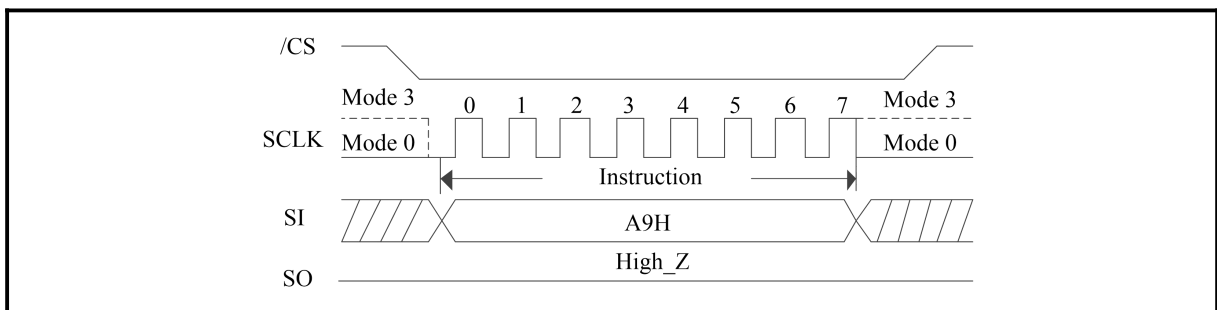 /CS
Mode 3 0 1 2 3 4 5 6 7 Mode 3
SCLK Mode 0 Mode 0
Instruction
SI A9H
High_Z
SO